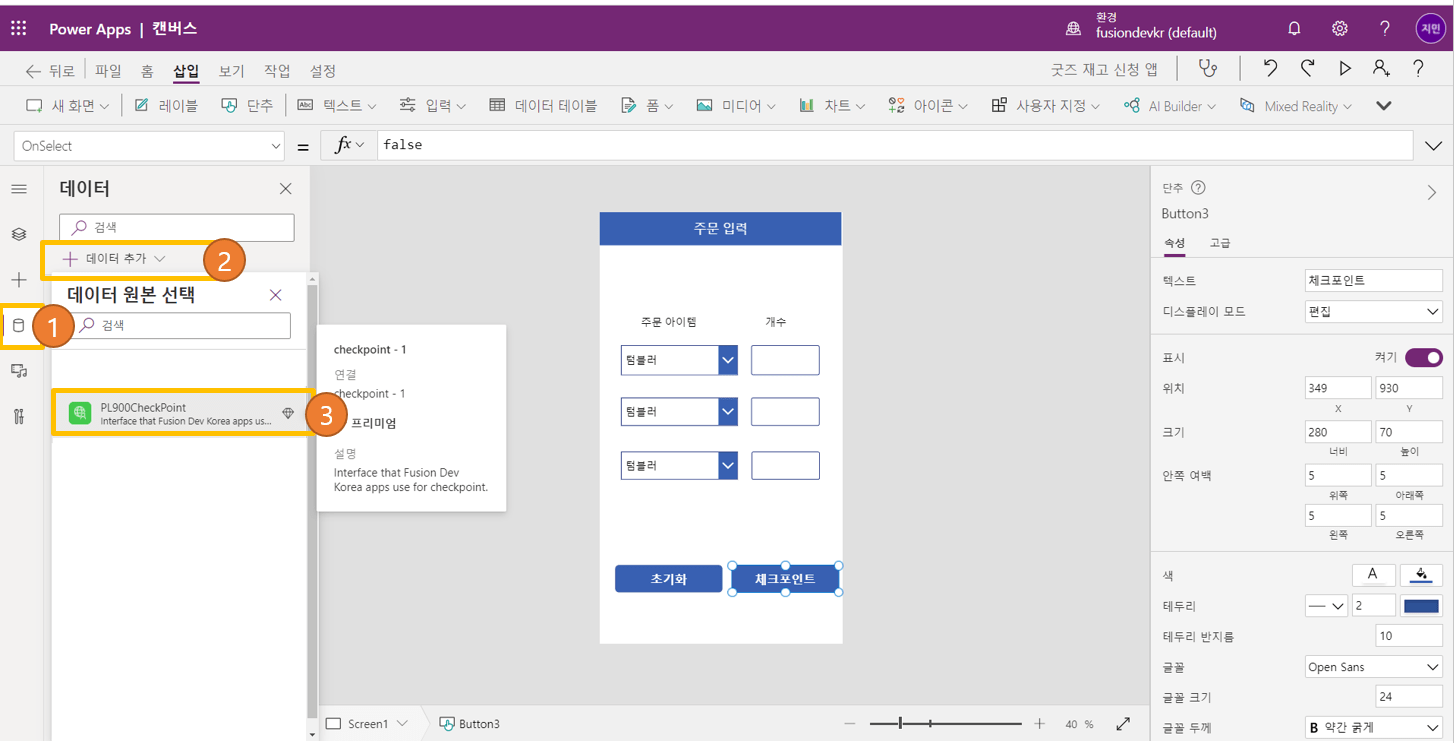 Power Apps | 캔버스
환경
fusiondevkr (default)
지민
뒤로 파일 홈 삽입 보기 작업 설정
굿즈 재고 신청 앱
새 화면 레이블 단추 Abc 텍스트 입력 데이터 테이블 폼 미디어 차트 아이콘 사용자 지정 AI Builder Mixed Reality
OnSelect = fx false
데이터
검색
데이터 추가
2
데이터 원본 선택
1
검색
PL900CheckPoint
Interface that Fusion Dev Korea apps us...
3
checkpoint - 1
연결
checkpoint - 1
프리미엄
설명
Interface that Fusion Dev
Korea apps use for checkpoint.
주문 입력
주문 아이템 개수
텀블러
텀블러
텀블러
초기화 체크포인트
Screen1 Button3
40 %
단추
Button3
속성 고급
텍스트 체크포인트
디스플레이 모드 편집
표시 켜기
위치 349 930
X Y
크기 280 70
너비 높이
안쪽 여백 5 5
위쪽 아래쪽
5 5
왼쪽 오른쪽
색 A
테두리 2
테두리 반지름 10
글꼴 Open Sans
글꼴 크기 24
글꼴 두께 B 약간 굵게